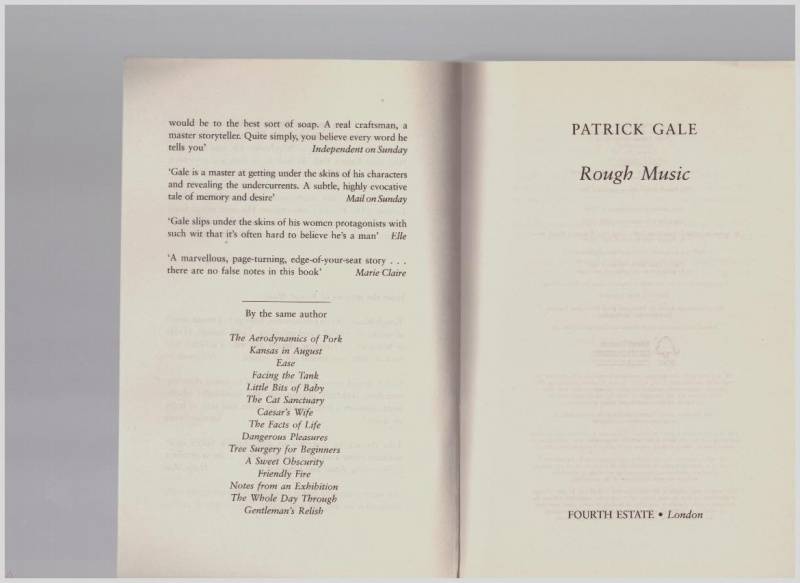 would be to the best sort of soap. A real craftsman, a
master storyteller. Quite simply, you believe every word he
tells you' Independent on Sunday
'Gale is a master at getting under the skins of his characters
and revealing the undercurrents. A subtle, highly evocative
tale of memory and desire' Mail on Sunday
'Gale slips under the skins of his women protagonists with
such wit that it's often hard to believe he's a man' Elle
'A marvellous, page-turning, edge-of-your-seat story . . .
there are no false notes in this book' Marie Claire
By the same author
The Aerodynamics of Pork
Kansas in August
Ease
Facing the Tank
Little Bits of Baby
The Cat Sanctuary
Caesar's Wife
The Facts of Life
Dangerous Pleasures
Tree Surgery for Beginners
A Sweet Obscurity
Friendly Fire
Notes from an Exhibition
The Whole Day Through
Gentleman's Relish
PATRICK GALE
Rough Music
FOURTH ESTATE • London